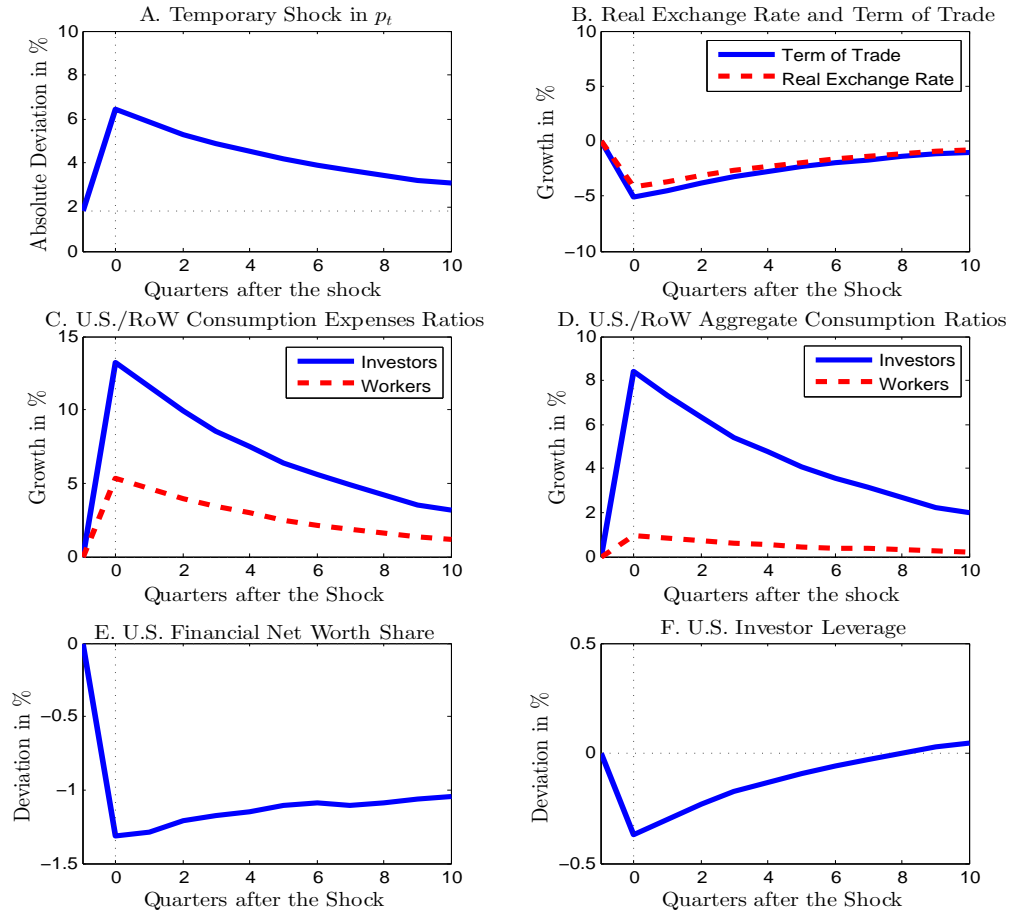 A. Temporary Shock in p_t
Absolute Deviation in %
10
8
6
4
2
0
0 2 4 6 8 10
Quarters after the shock
B. Real Exchange Rate and Term of Trade
Growth in %
10
5
0
−5
−10
Term of Trade
Real Exchange Rate
0 2 4 6 8 10
Quarters after the Shock
C. U.S./RoW Consumption Expenses Ratios
Growth in %
15
10
5
0
Investors
Workers
0 2 4 6 8 10
Quarters after the Shock
D. U.S./RoW Aggregate Consumption Ratios
Growth in %
10
8
6
4
2
0
Investors
Workers
0 2 4 6 8 10
Quarters after the shock
E. U.S. Financial Net Worth Share
Deviation in %
0
−0.5
−1
−1.5
0 2 4 6 8 10
Quarters after the Shock
F. U.S. Investor Leverage
Deviation in %
0.5
0
−0.5
0 2 4 6 8 10
Quarters after the Shock